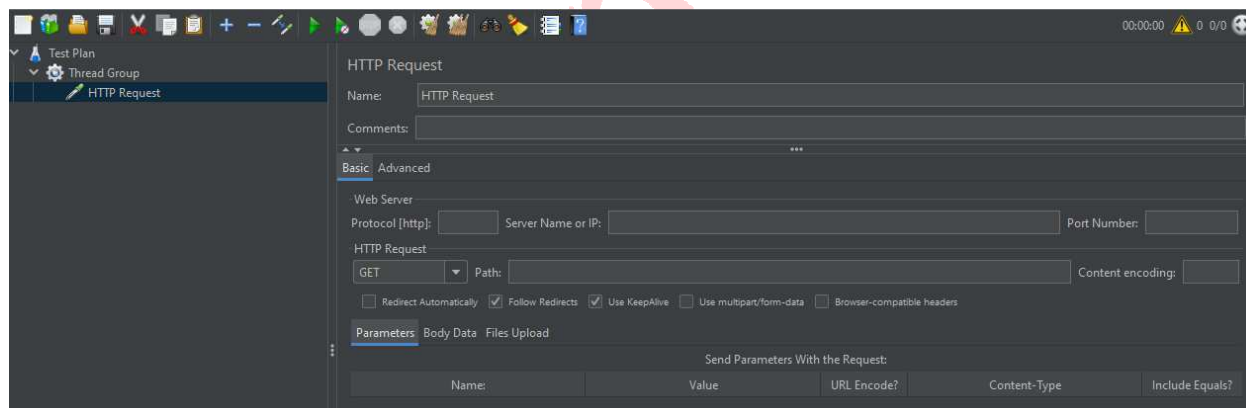 00:00:00 0 0/0
Test Plan
Thread Group
HTTP Request
HTTP Request
Name: HTTP Request
Comments:
Basic Advanced
Web Server
Protocol [http]: Server Name or IP: Port Number:
HTTP Request
GET Path: Content encoding:
Redirect Automatically Follow Redirects Use KeepAlive Use multipart/form-data Browser-compatible headers
Parameters Body Data Files Upload
Send Parameters With the Request:
Name: Value URL Encode? Content-Type Include Equals?